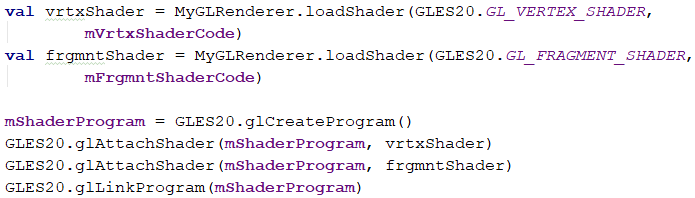 val vrtxShader = MyGLRenderer.loadShader(GLES20.GL_VERTEX_SHADER,
mVrtxShaderCode)
val frgmntShader = MyGLRenderer.loadShader(GLES20.GL_FRAGMENT_SHADER,
mFrgmntShaderCode)
mShaderProgram = GLES20.glCreateProgram()
GLES20.glAttachShader(mShaderProgram, vrtxShader)
GLES20.glAttachShader(mShaderProgram, frgmntShader)
GLES20.glLinkProgram(mShaderProgram)